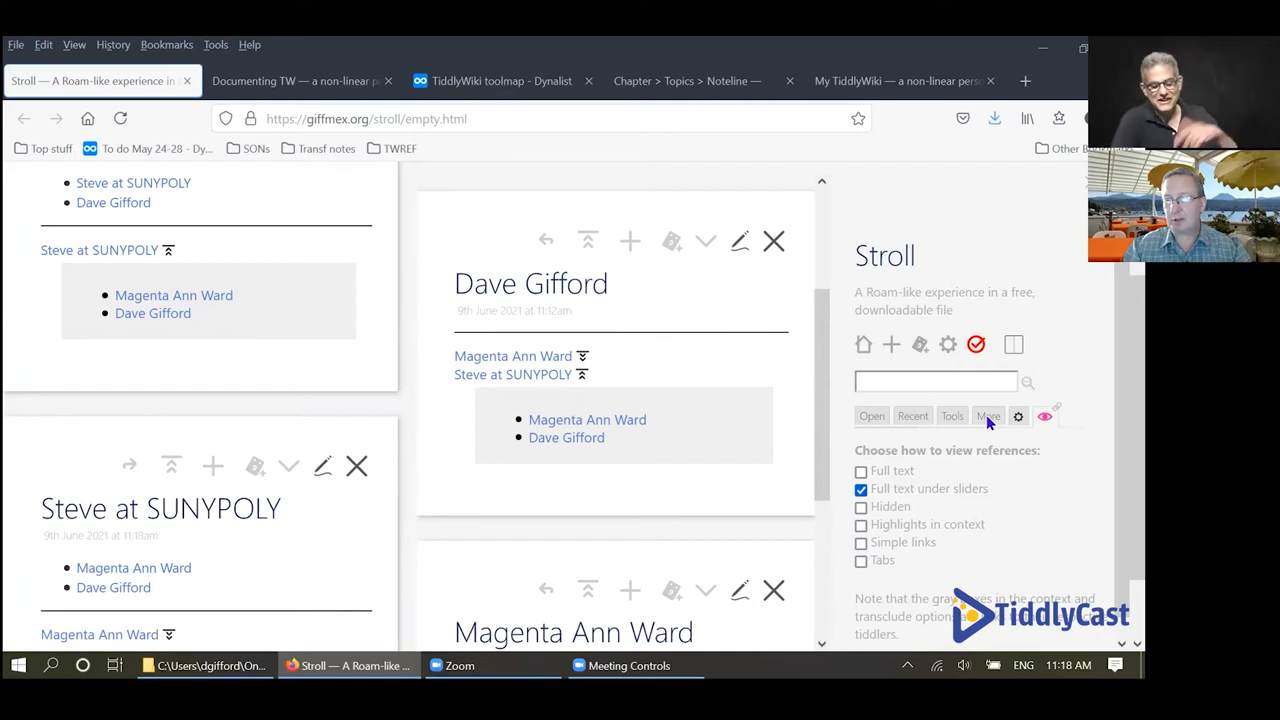 File Edit View History Bookmarks Tools Help
Stroll — A Roam-like experience in a
Documenting TW — a non-linear pe
TiddlyWiki toolmap - Dynalist
Chapter > Topics > Noteline —
My TiddlyWiki — a non-linear perso
https://giffmex.org/stroll/empty.html
Top stuff
To do May 24-28 - Dy...
SONs
Transf notes
TWREF
Other Bookmarks
Steve at SUNYPOLY
Dave Gifford
Steve at SUNYPOLY
Magenta Ann Ward
Dave Gifford
Steve at SUNYPOLY
9th June 2021 at 11:18am
Magenta Ann Ward
Dave Gifford
Magenta Ann Ward
Dave Gifford
9th June 2021 at 11:12am
Magenta Ann Ward
Steve at SUNYPOLY
Magenta Ann Ward
Dave Gifford
Magenta Ann Ward
Stroll
A Roam-like experience in a free,
downloadable file
Open Recent Tools More
Choose how to view references:
Full text
Full text under sliders
Hidden
Highlights in context
Simple links
Tabs
Note that the gray boxes in the context and
transclude options
tiddlers.
TiddlyCast
C:\Users\dgifford\On...
Stroll — A Roam-like ...
Zoom
Meeting Controls
ENG
11:18 AM